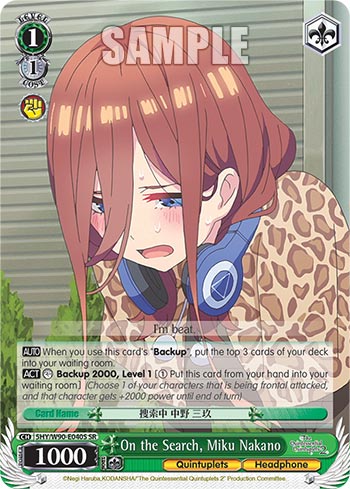 LEVEL
1
SAMPLE
1
COST
I'm beat.
AUTO When you use this card's "Backup", put the top 3 cards of your deck
into your waiting room.
ACT Backup 2000, Level 1 [① Put this card from your hand into your
waiting room] (Choose 1 of your characters that is being frontal attacked,
and that character gets +2000 power until end of turn)
Card Name
捜索中 中野 三玖
CH
5HY/W90-E040S SR
On the Search, Miku Nakano
POWER
1000
Quintuplets
Headphone
©Negi Haruba,KODANSHA/"The Quintessential Quintuplets 2" Production Committee.